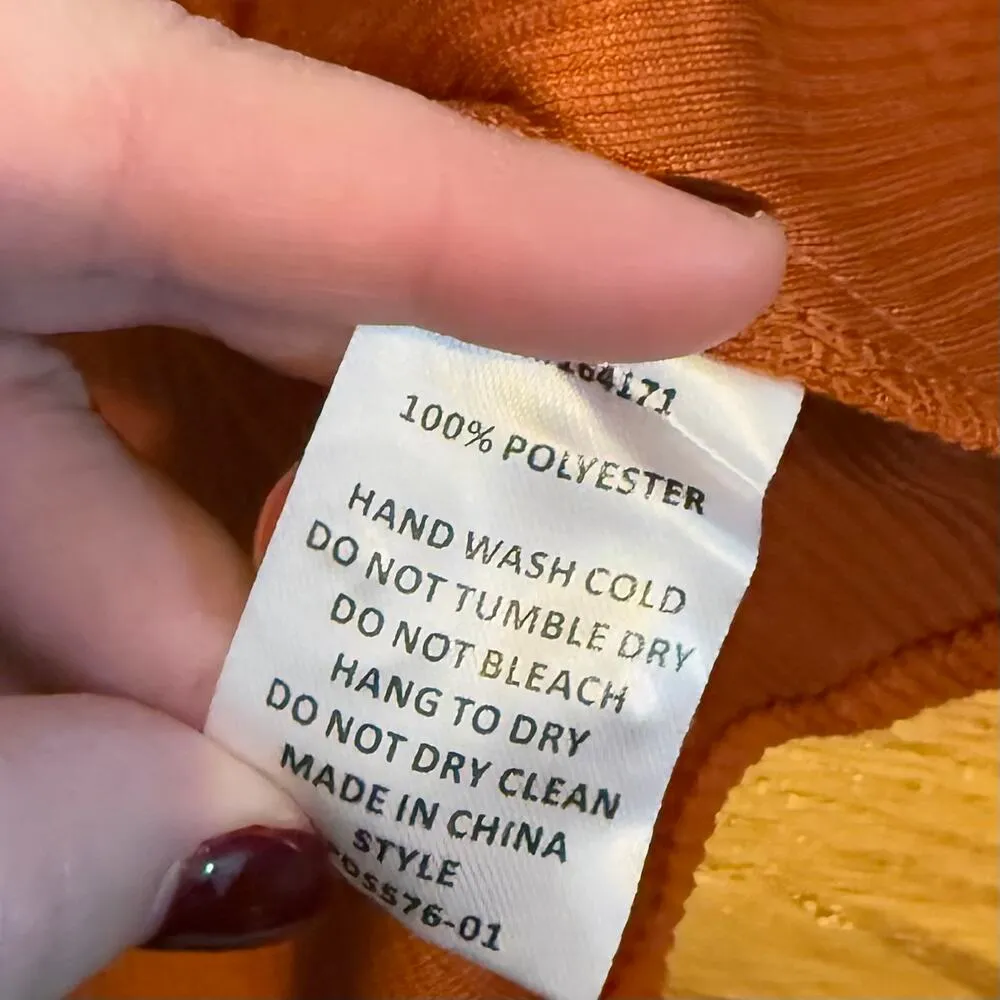 164171
100% POLYESTER
HAND WASH COLD
DO NOT TUMBLE DRY
DO NOT BLEACH
HANG TO DRY
DO NOT DRY CLEAN
MADE IN CHINA
STYLE